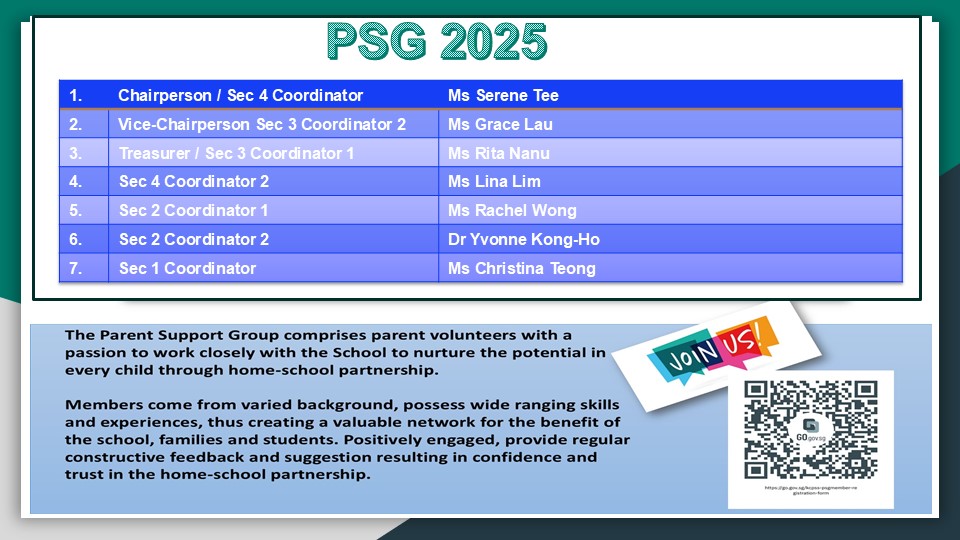 PSG 2025
1. Chairperson / Sec 4 Coordinator Ms Serene Tee
2. Vice-Chairperson Sec 3 Coordinator 2 Ms Grace Lau
3. Treasurer / Sec 3 Coordinator 1 Ms Rita Nanu
4. Sec 4 Coordinator 2 Ms Lina Lim
5. Sec 2 Coordinator 1 Ms Rachel Wong
6. Sec 2 Coordinator 2 Dr Yvonne Kong-Ho
7. Sec 1 Coordinator Ms Christina Teong
The Parent Support Group comprises parent volunteers with a
passion to work closely with the School to nurture the potential in
every child through home-school partnership.
Members come from varied background, possess wide ranging skills
and experiences, thus creating a valuable network for the benefit of
the school, families and students. Positively engaged, provide regular
constructive feedback and suggestion resulting in confidence and
trust in the home-school partnership.
JOIN US!
GO.gov.sg
https://go.gov.sg/kcpss-psgmember-re
gistration-form